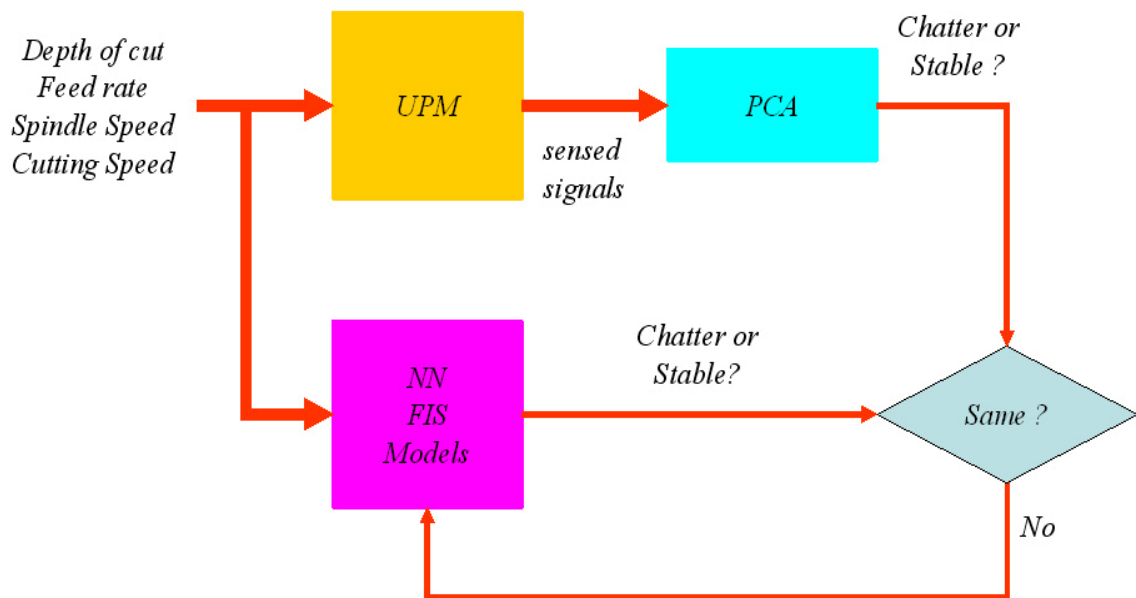 Depth of cut
Feed rate
Spindle Speed
Cutting Speed
UPM
sensed
signals
PCA
Chatter or
Stable ?
NN
FIS
Models
Chatter or
Stable?
Same ?
No